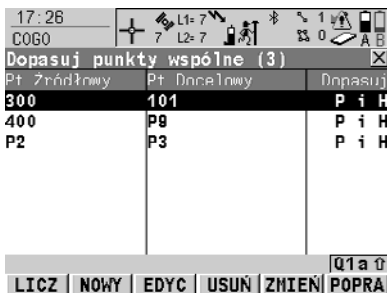 17:26 L1= 7 1
COGO 7 L2= 7 0 A B
Dopasuj punkty wspólne (3)
Pt Źródłowy Pt Docelowy Dopasuj
300 101 P i H
400 P9 P i H
P2 P3 P i H
Q1a⇧
LICZ NOWY EDYC USUŃ ZMIEŃ POPRA